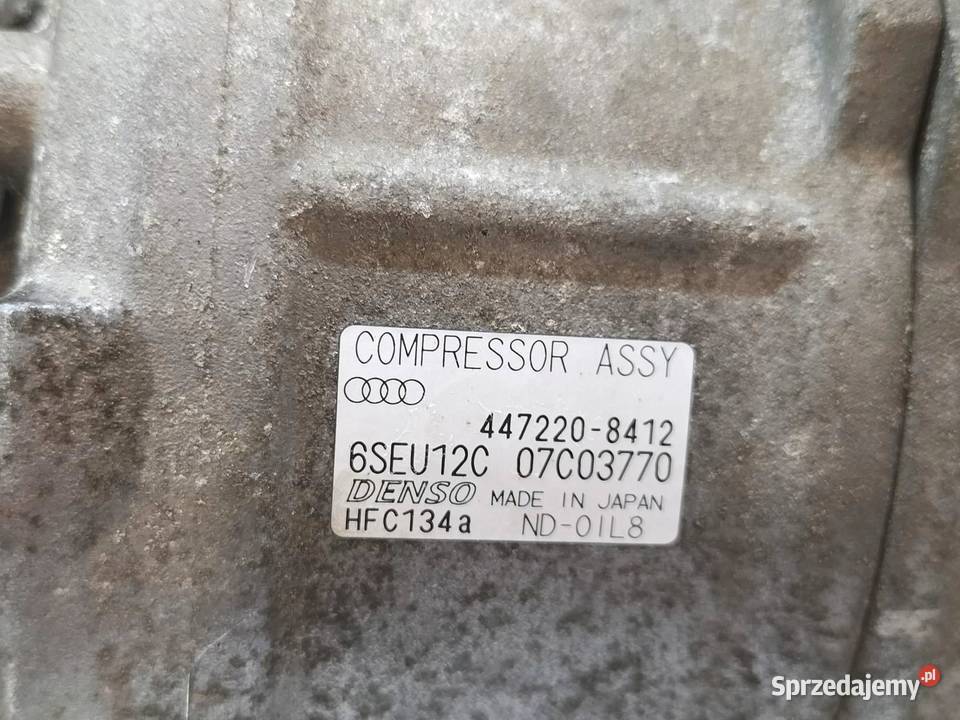 COMPRESSOR ASSY
447220-8412
6SEU12C 07C03770
DENSO MADE IN JAPAN
HFC134a ND-OIL8
Sprzedajemy.pl